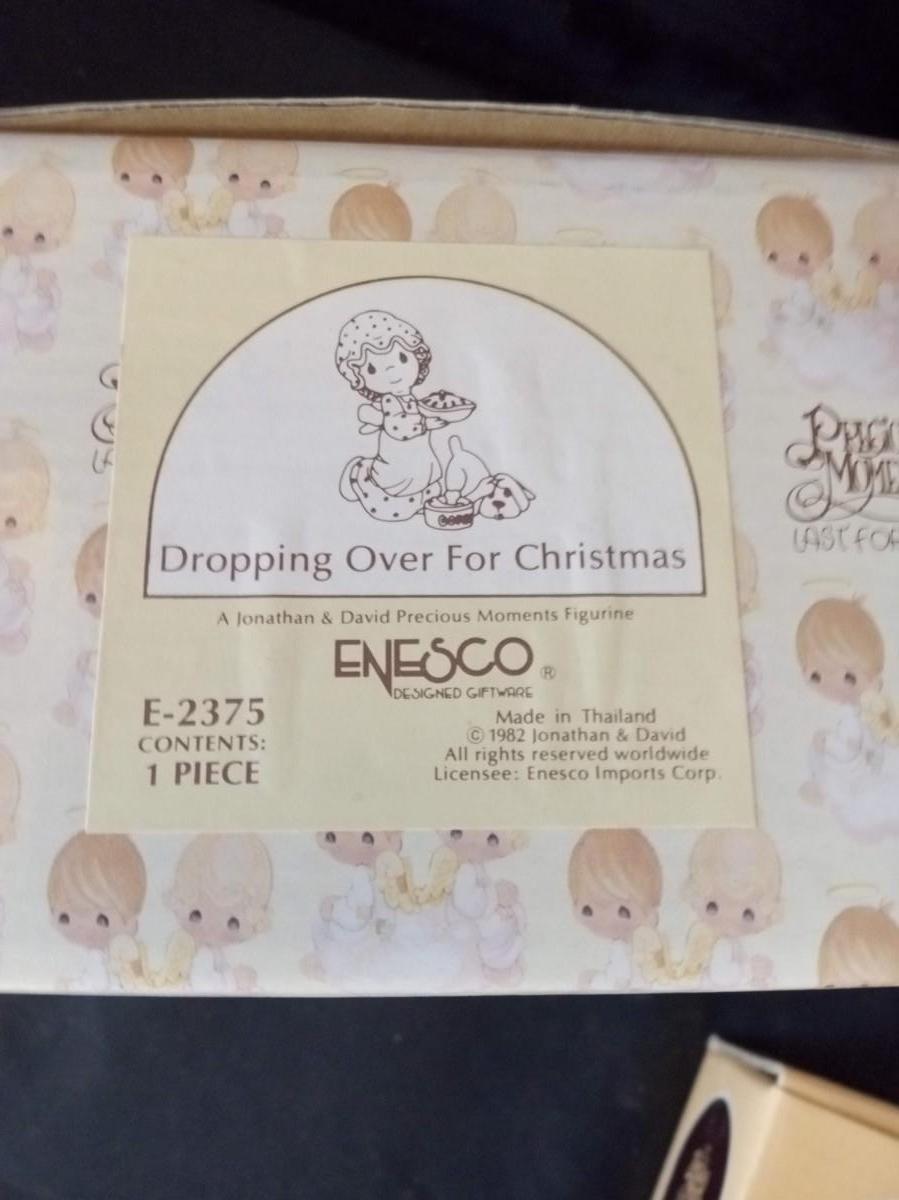 Dropping Over For Christmas
A Jonathan & David Precious Moments Figurine
ENESCO ®
DESIGNED GIFTWARE
E-2375
CONTENTS:
1 PIECE
Made in Thailand
© 1982 Jonathan & David
All rights reserved worldwide
Licensee: Enesco Imports Corp.